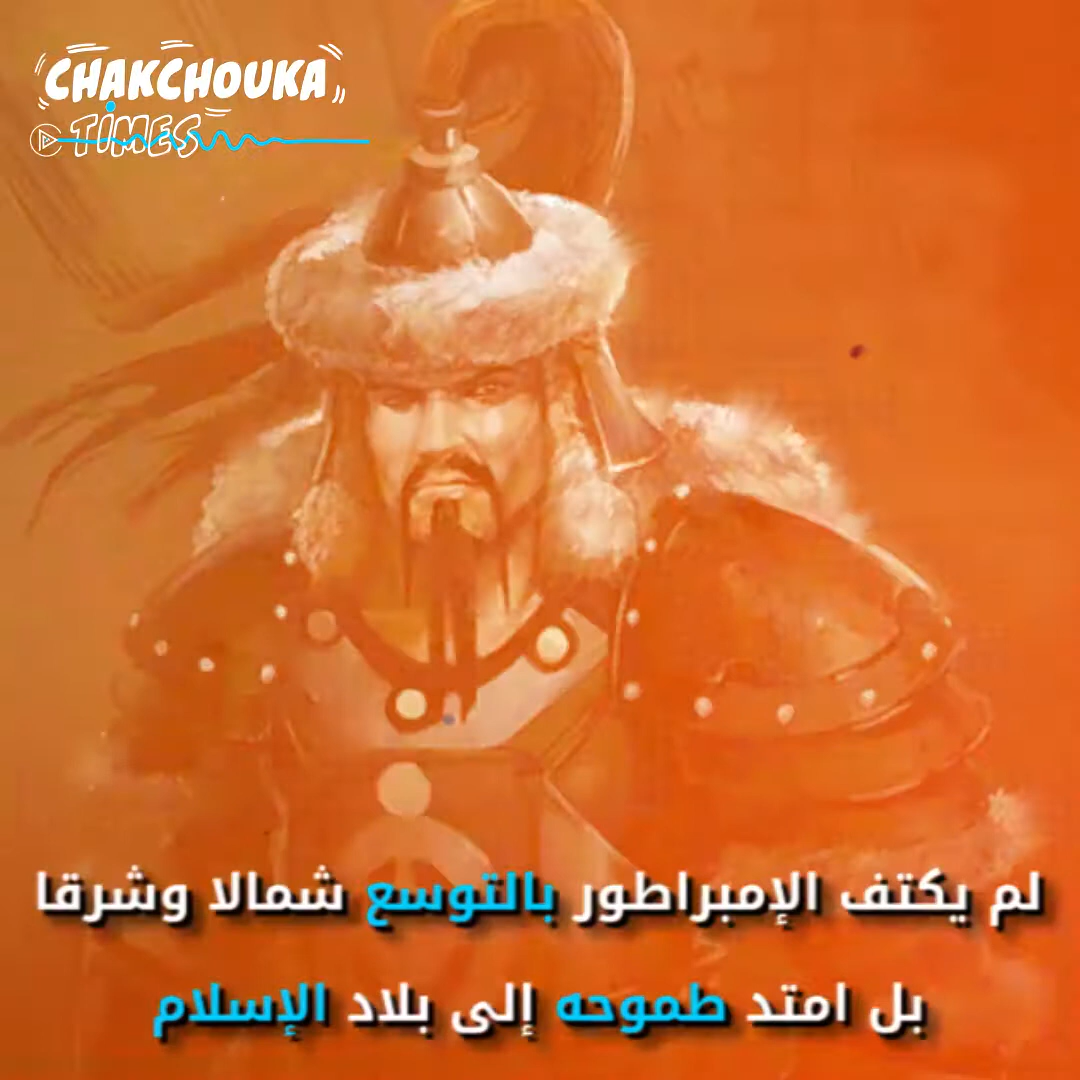 CHAKCHOUKA
TIMES
لم يكتف الإمبراطور بالتوسع شمالا وشرقا
بل امتد طموحه إلى بلاد الإسلام